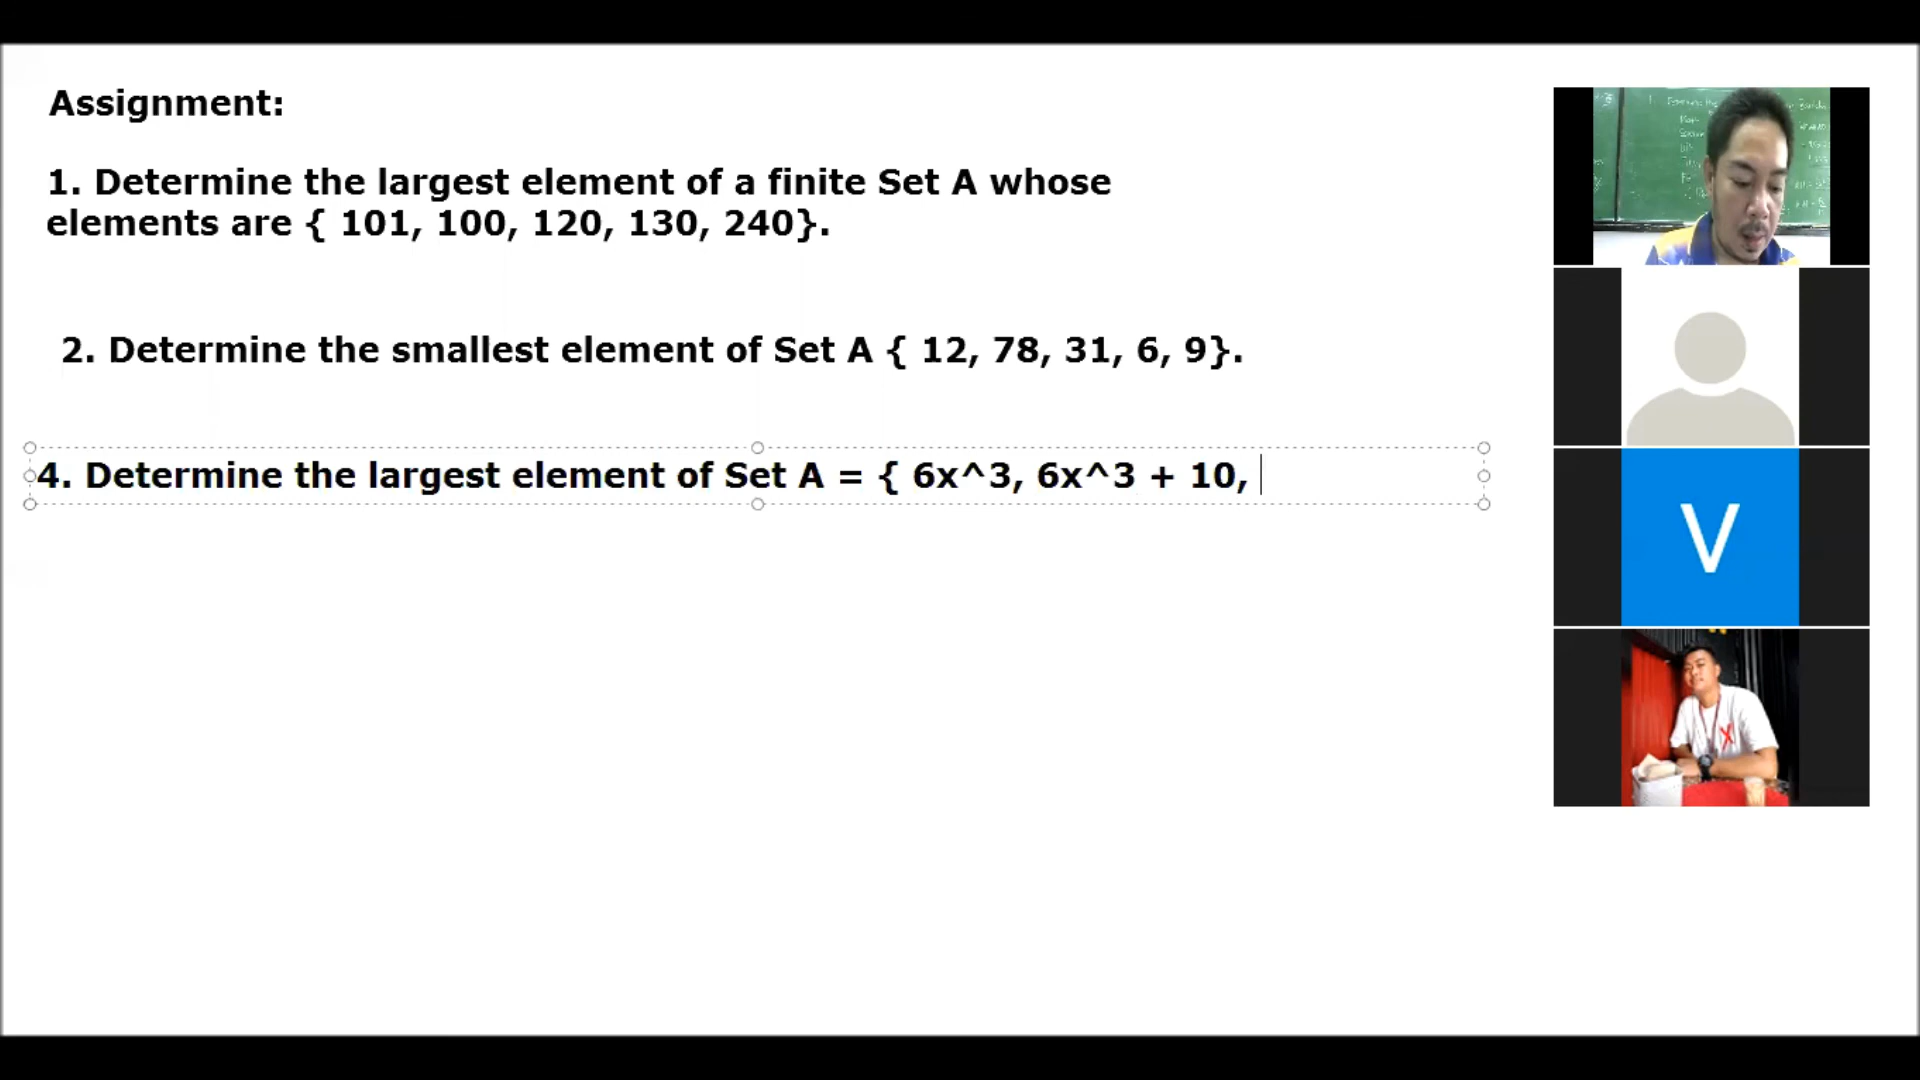 Assignment:
1. Determine the largest element of a finite Set A whose
elements are { 101, 100, 120, 130, 240}.
2. Determine the smallest element of Set A { 12, 78, 31, 6, 9}.
4. Determine the largest element of Set A = { 6x^3, 6x^3 + 10,
V